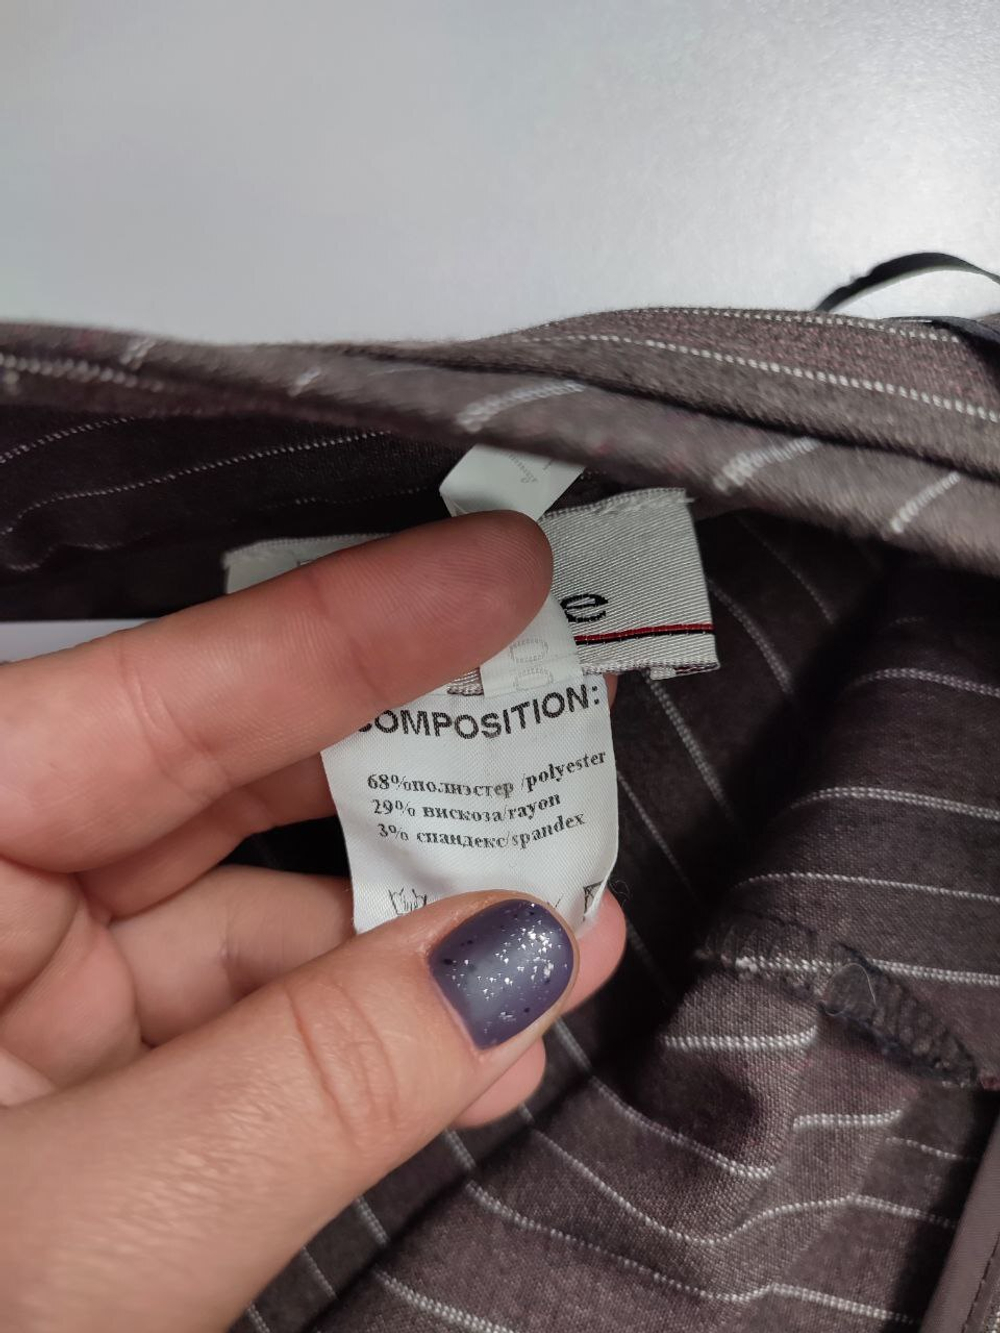 e
COMPOSITION:
68%полиэстер/polyester
29% вискоза/rayon
3% спандекс/spandex